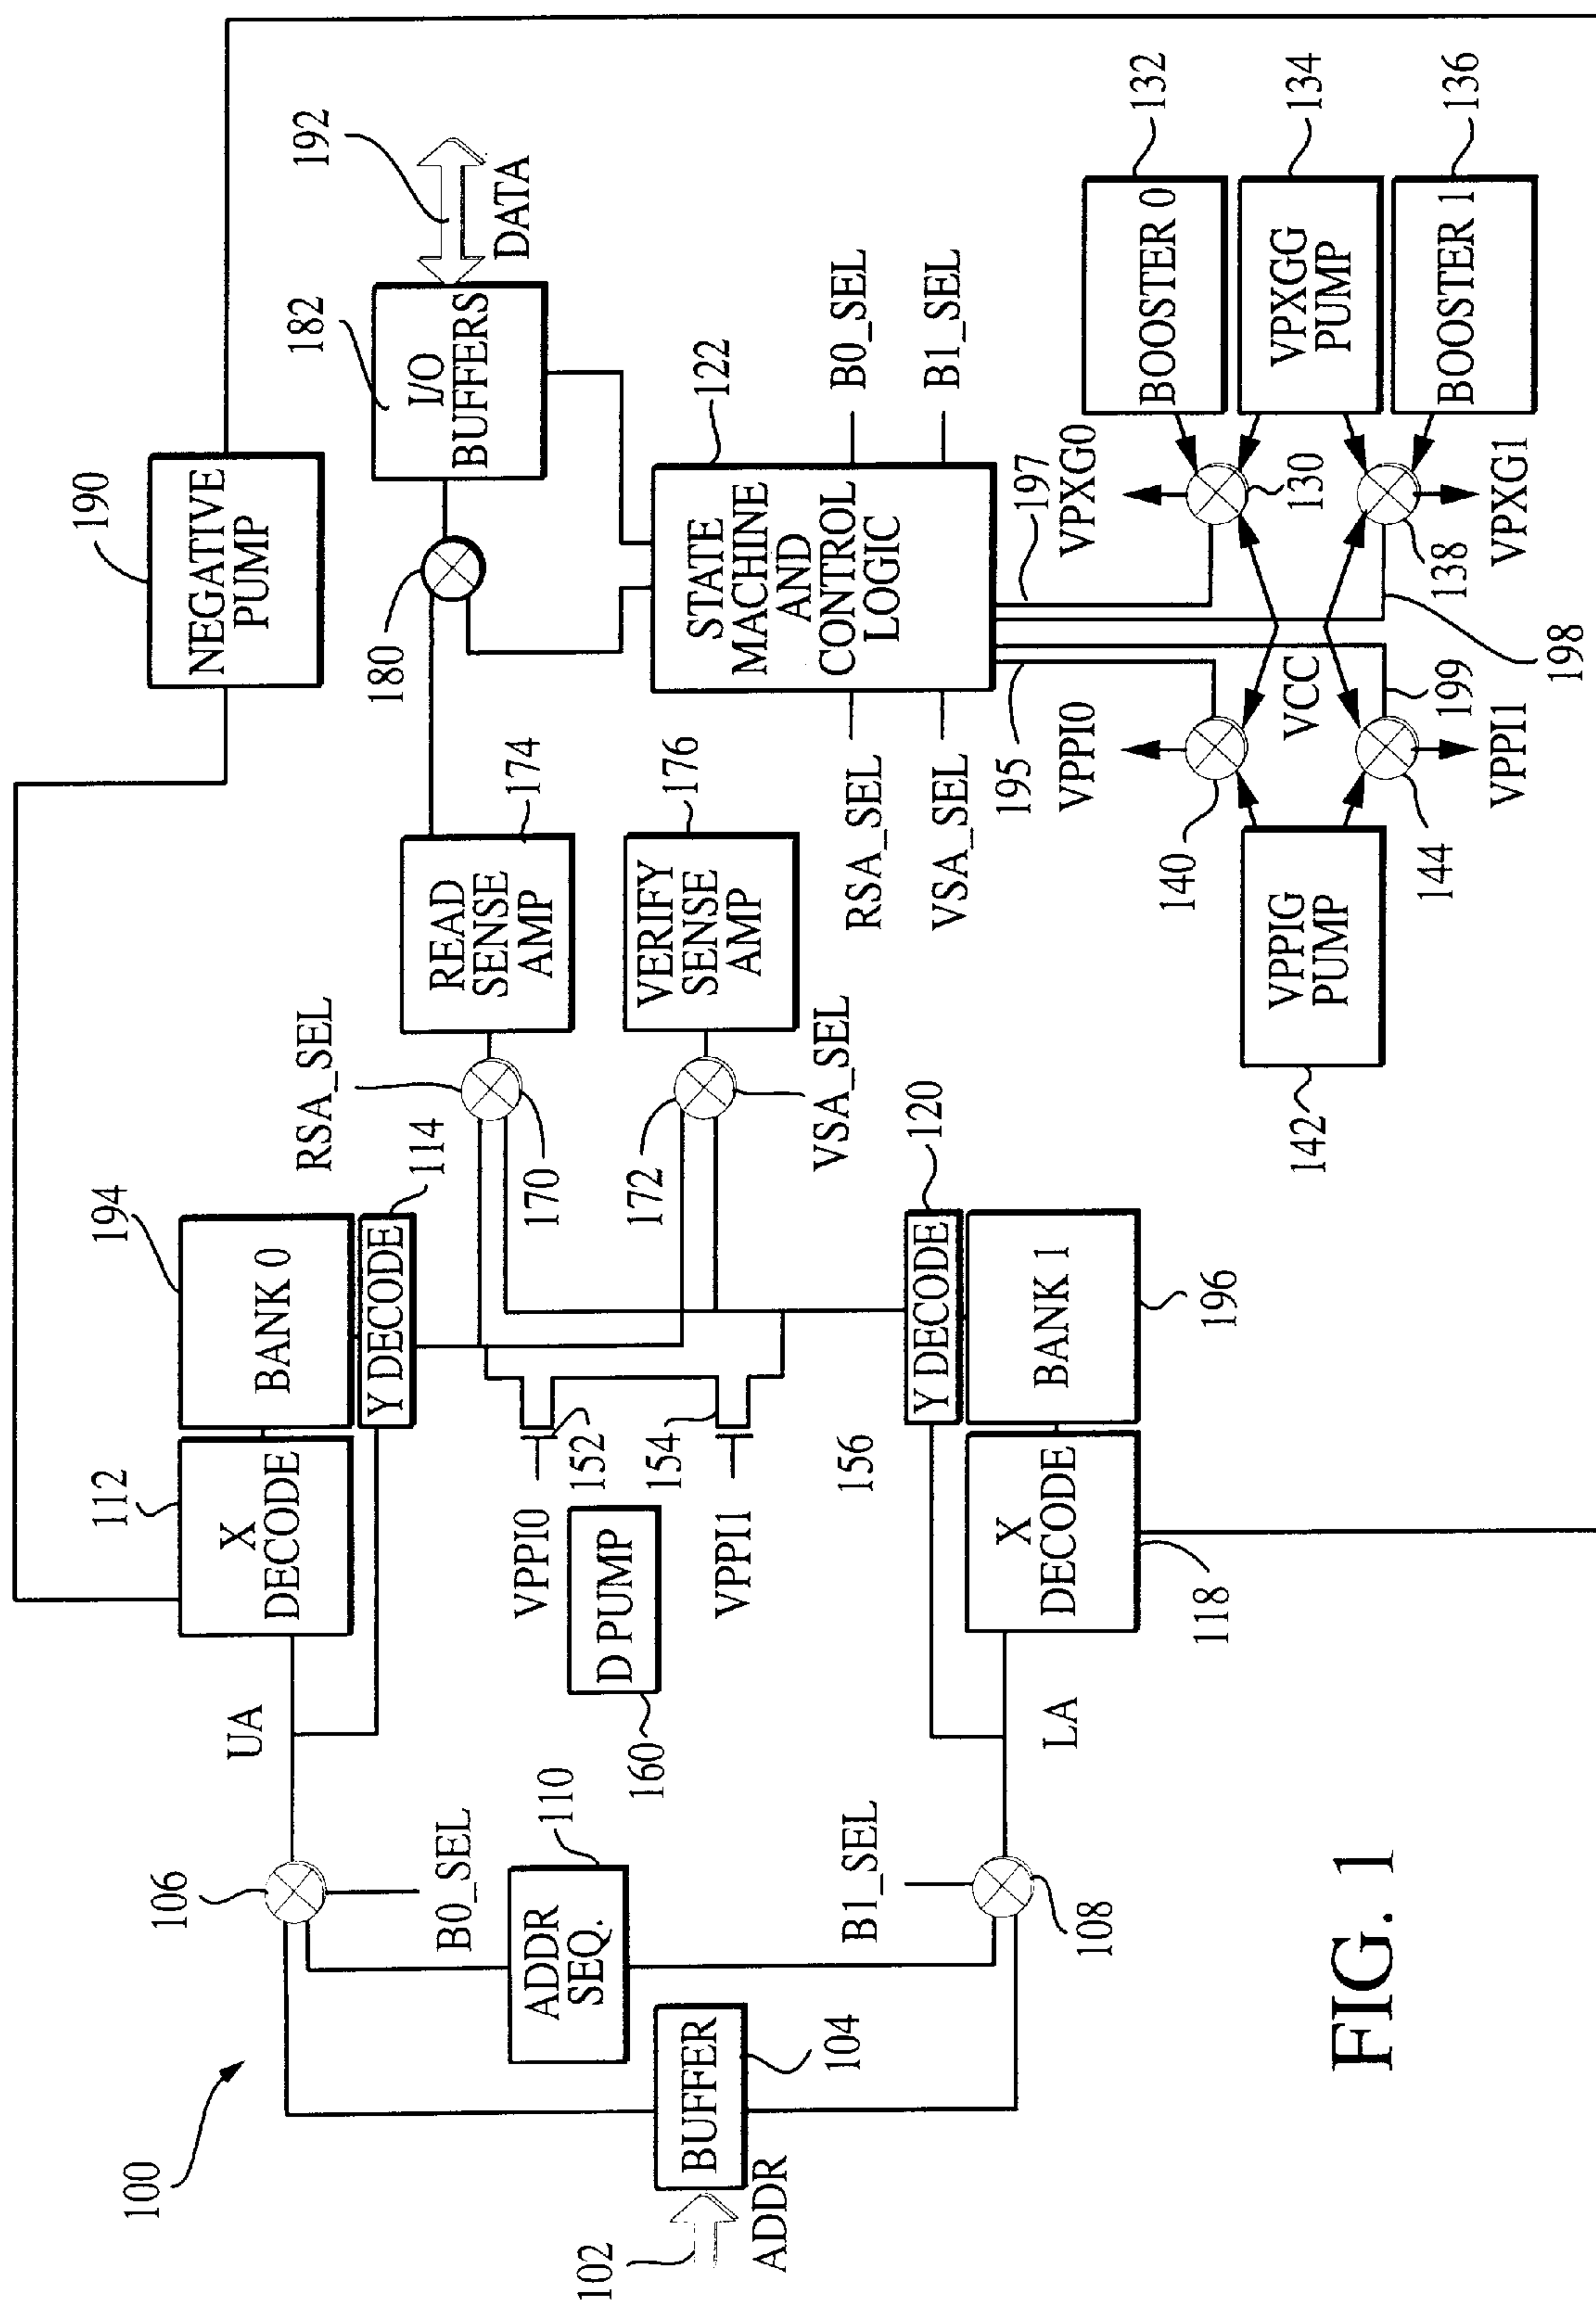 100
102
ADDR
BUFFER
104
ADDR
SEQ.
110
106
B0_SEL
B1_SEL
108
UA
LA
D PUMP
160
112
X
DECODE
194
BANK 0
Y DECODE
114
VPPI0
152
154
VPPI1
156
Y DECODE
120
X
DECODE
118
BANK 1
196
RSA_SEL
170
172
VSA_SEL
READ
SENSE
AMP
174
VERIFY
SENSE
AMP
176
190
NEGATIVE
PUMP
180
182
I/O
BUFFERS
192
DATA
122
STATE
MACHINE
AND
CONTROL
LOGIC
RSA_SEL
VSA_SEL
B0_SEL
B1_SEL
195
197
VPPI0
VPXG0
140
130
VCC
199
198
144
138
VPPI1
VPXG1
142
VPPIG
PUMP
BOOSTER 0
132
VPXGG
PUMP
134
BOOSTER 1
136
FIG. 1